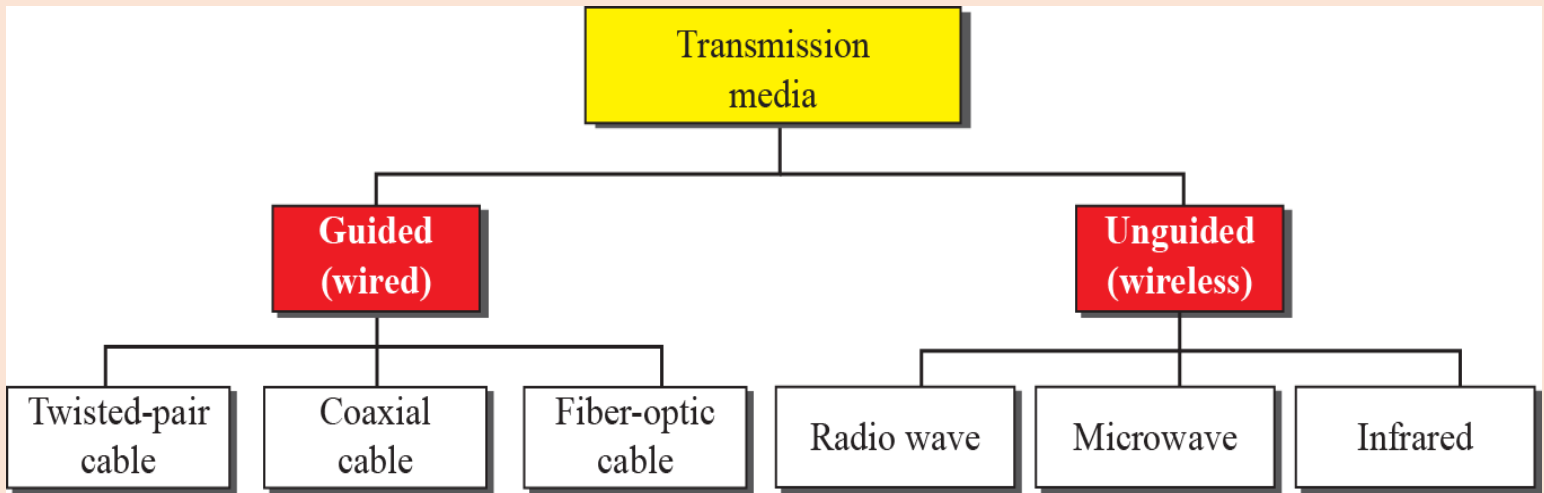 Transmission
media
Guided
(wired)
Unguided
(wireless)
Twisted-pair
cable
Coaxial
cable
Fiber-optic
cable
Radio wave
Microwave
Infrared